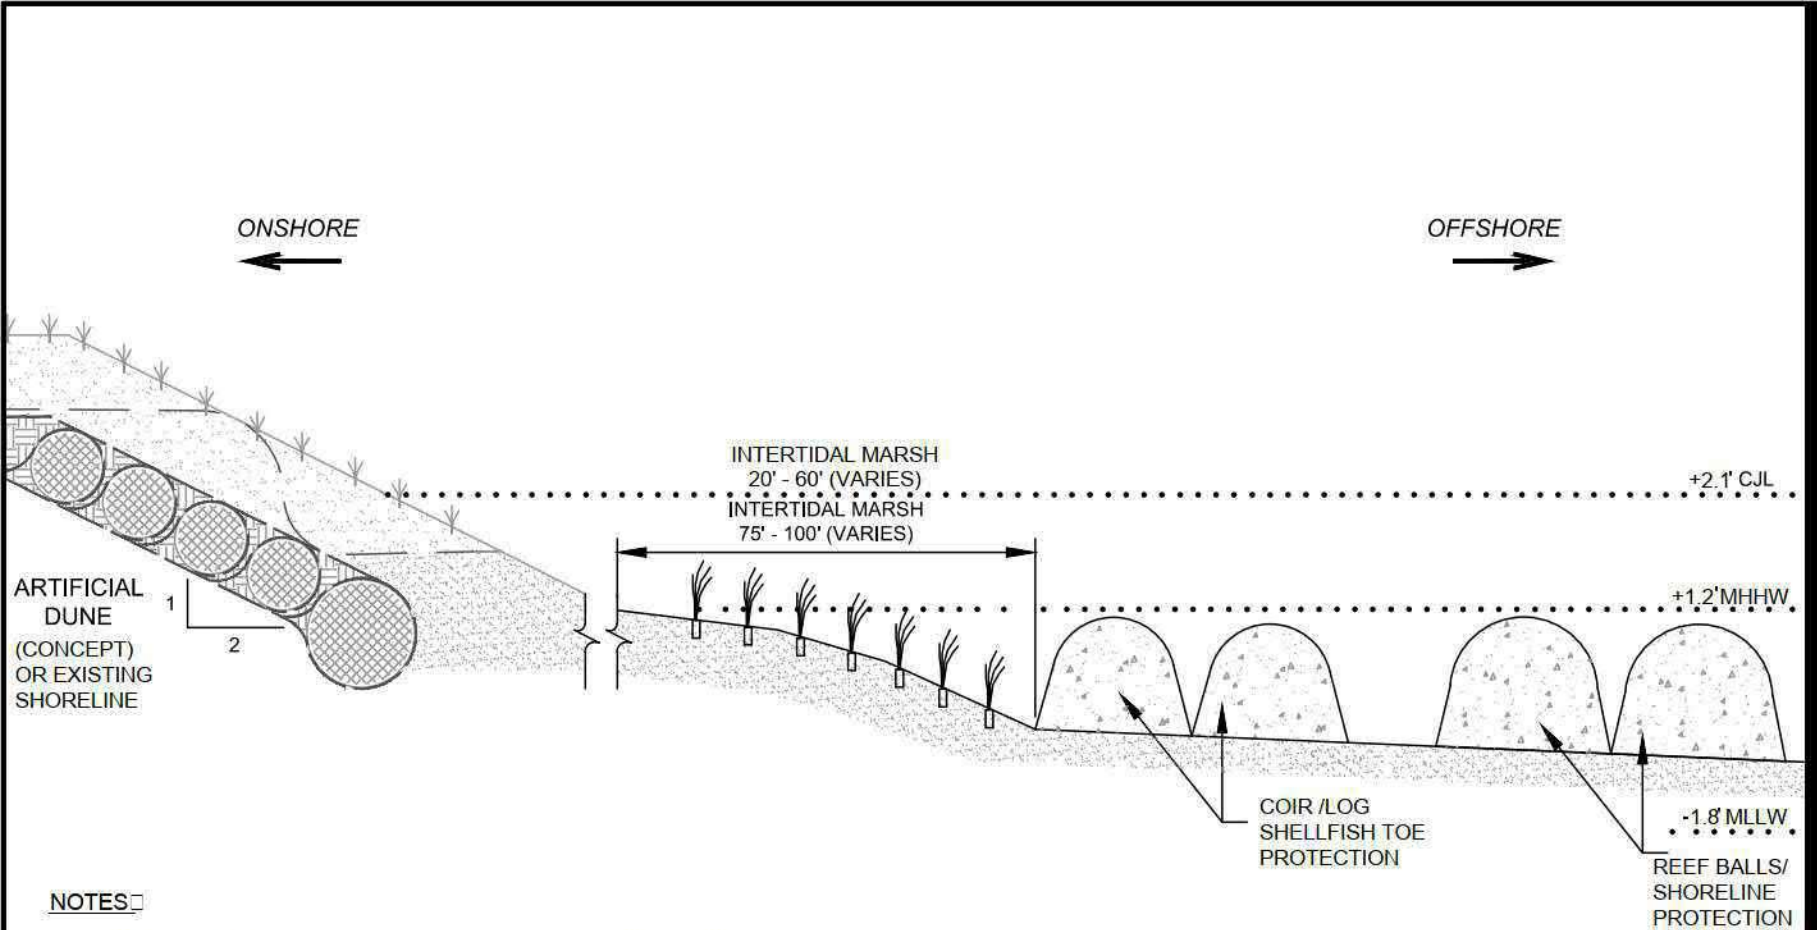 ONSHORE
OFFSHORE
INTERTIDAL MARSH
20' - 60' (VARIES)
+2.1' CJL
INTERTIDAL MARSH
75' - 100' (VARIES)
ARTIFICIAL
DUNE
(CONCEPT)
OR EXISTING
SHORELINE
1
2
+1.2' MHHW
-1.8' MLLW
COIR /LOG
SHELLFISH TOE
PROTECTION
REEF BALLS/
SHORELINE
PROTECTION
NOTES□